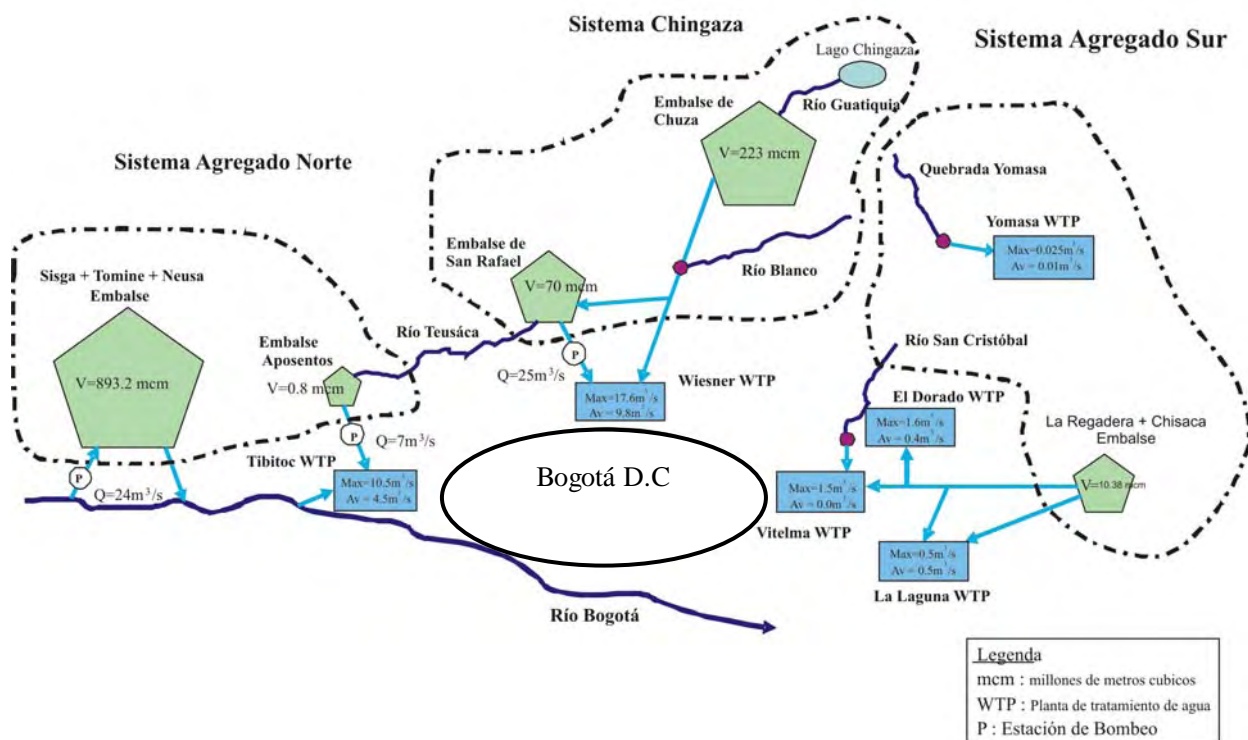 Sistema Chingaza
Sistema Agregado Sur
Sistema Agregado Norte
Lago Chingaza
Río Guatiquia
Embalse de
Chuza
V=223 mcm
Quebrada Yomasa
Yomasa WTP
Max=0.025m³/s
Av = 0.01m³/s
Embalse de
San Rafael
V=70 mcm
Río Blanco
Sisga + Tomine + Neusa
Embalse
V=893.2 mcm
Río Teusáca
Embalse
Aposentos
V=0.8 mcm
P
Q=25m³/s
Wiesner WTP
Max=17.6m³/s
Av = 9.8m³/s
Río San Cristóbal
El Dorado WTP
Max=1.6m³/s
Av = 0.4m³/s
La Regadera + Chisaca
Embalse
V=10.38 mcm
P
Q=7m³/s
Tibitoc WTP
Max=10.5m³/s
Av = 4.5m³/s
P
Q=24m³/s
Bogotá D.C
Max=1.5m³/s
Av = 0.0m³/s
Vitelma WTP
Max=0.5m³/s
Av = 0.5m³/s
La Laguna WTP
Río Bogotá
Legenda
mcm : millones de metros cubicos
WTP : Planta de tratamiento de agua
P : Estación de Bombeo